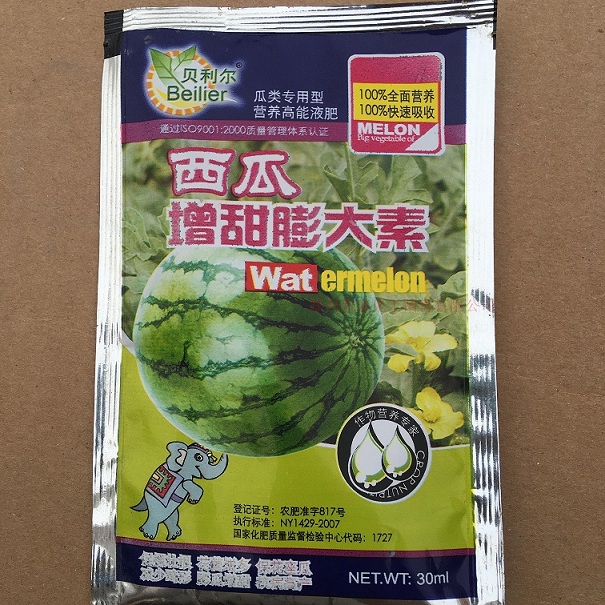 贝利尔®
Beilier
瓜类专用型
营养高能液肥
通过ISO9001:2000质量管理体系认证
100%全面营养
100%快速吸收
MELON
Big vegetable of
西瓜
增甜膨大素
Watermelon
作物营养专家
CROP NUTRI
登记证号：农肥准字817号
执行标准：NY1429-2007
国家化肥质量监督检验中心代码：1727
NET.WT: 30ml